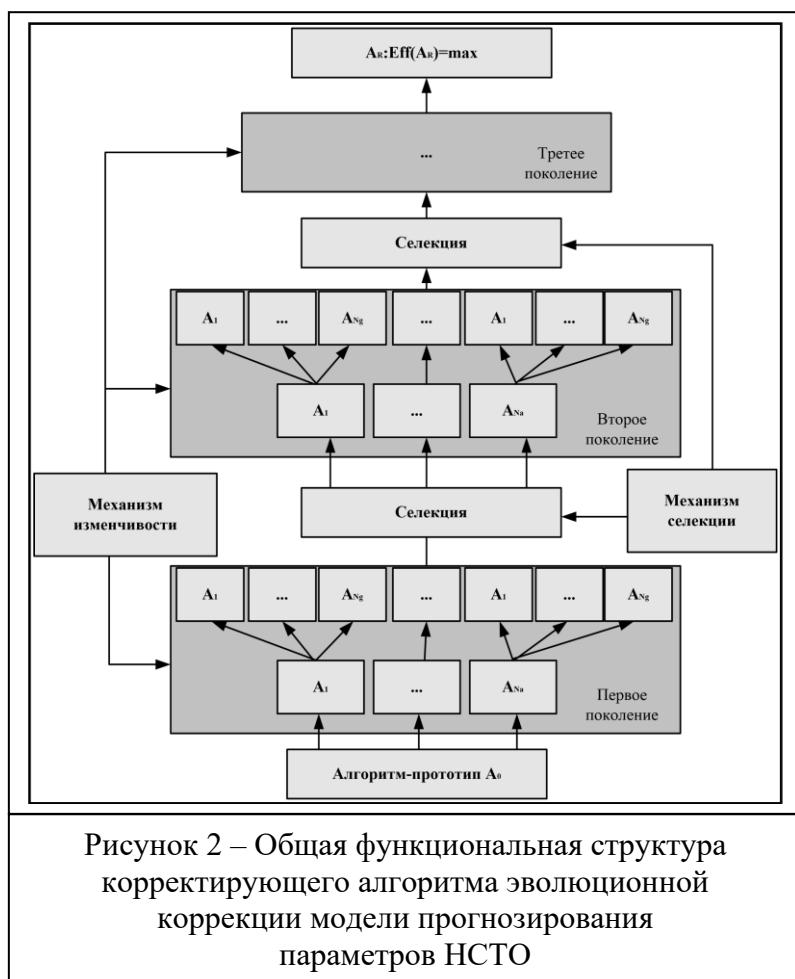 Aʀ:Eff(Aʀ)=max
...
Третее
поколение
Селекция
A₁ ... A_Ng ... A₁ ... A_Ng
A₁ ... A_Na
Второе
поколение
Механизм
изменчивости
Селекция
Механизм
селекции
A₁ ... A_Ng ... A₁ ... A_Ng
A₁ ... A_Na
Первое
поколение
Алгоритм-прототип A₀
Рисунок 2 – Общая функциональная структура
корректирующего алгоритма эволюционной
коррекции модели прогнозирования
параметров НСТО